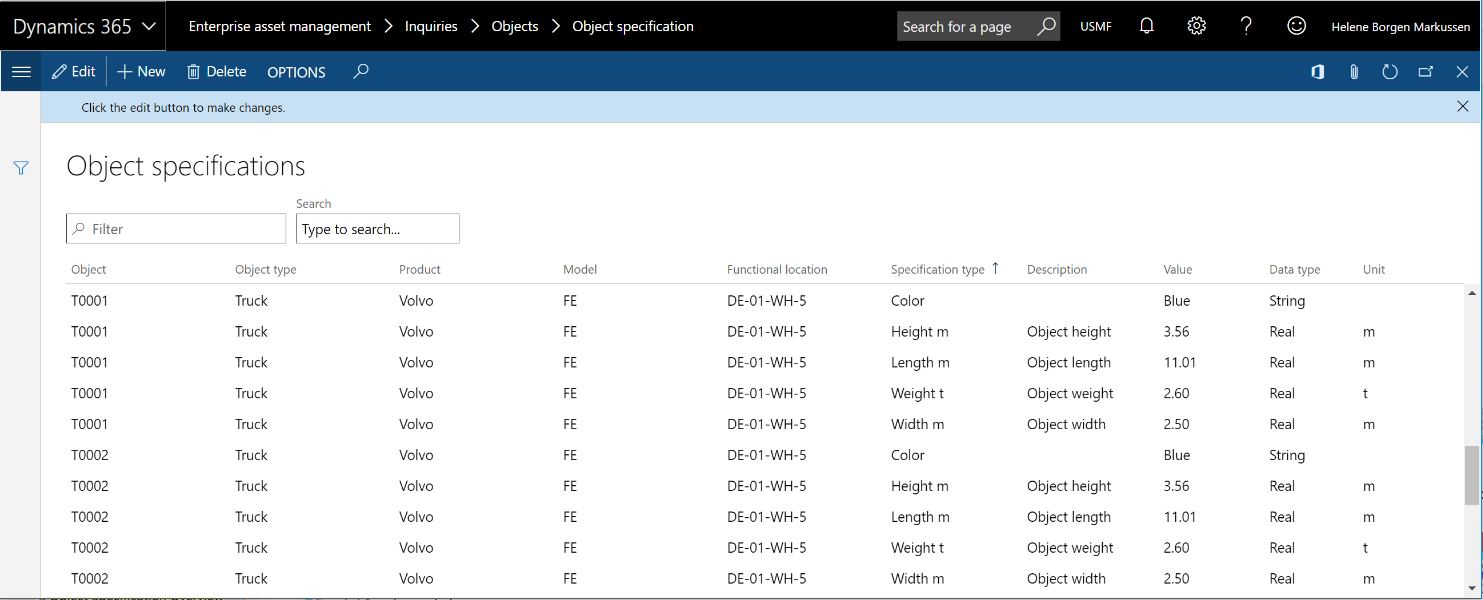 Dynamics 365 Enterprise asset management Inquiries Objects Object specification Search for a page USMF ? Helene Borgen Markussen
Edit New Delete OPTIONS
Click the edit button to make changes.
Object specifications
Search
Filter Type to search...
Object Object type Product Model Functional location Specification type ↑ Description Value Data type Unit
T0001 Truck Volvo FE DE-01-WH-5 Color Blue String
T0001 Truck Volvo FE DE-01-WH-5 Height m Object height 3.56 Real m
T0001 Truck Volvo FE DE-01-WH-5 Length m Object length 11.01 Real m
T0001 Truck Volvo FE DE-01-WH-5 Weight t Object weight 2.60 Real t
T0001 Truck Volvo FE DE-01-WH-5 Width m Object width 2.50 Real m
T0002 Truck Volvo FE DE-01-WH-5 Color Blue String
T0002 Truck Volvo FE DE-01-WH-5 Height m Object height 3.56 Real m
T0002 Truck Volvo FE DE-01-WH-5 Length m Object length 11.01 Real m
T0002 Truck Volvo FE DE-01-WH-5 Weight t Object weight 2.60 Real t
T0002 Truck Volvo FE DE-01-WH-5 Width m Object width 2.50 Real m